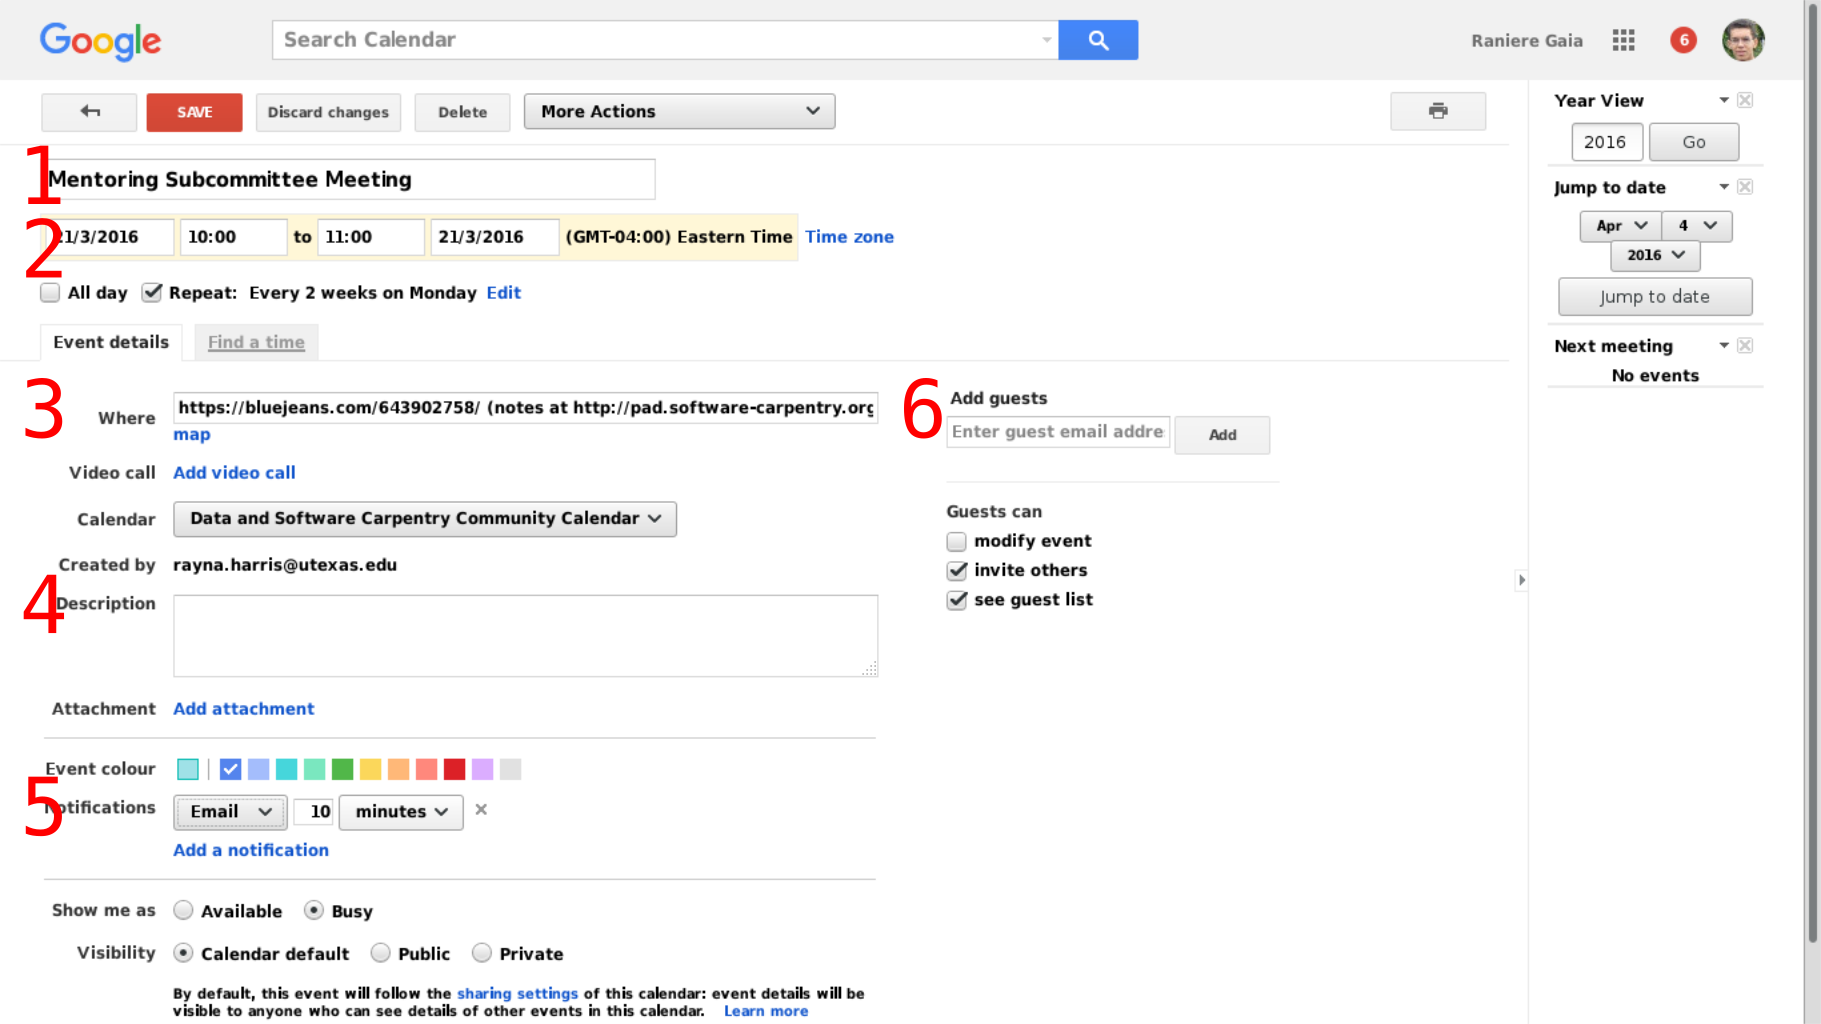 Google
Search Calendar
Raniere Gaia
6
SAVE
Discard changes
Delete
More Actions
1
Mentoring Subcommittee Meeting
2
21/3/2016 10:00 to 11:00 21/3/2016 (GMT-04:00) Eastern Time Time zone
All day Repeat: Every 2 weeks on Monday Edit
Event details
Find a time
3
Where
https://bluejeans.com/643902758/ (notes at http://pad.software-carpentry.org
map
Video call Add video call
Calendar Data and Software Carpentry Community Calendar
Created by rayna.harris@utexas.edu
4
Description
Attachment Add attachment
Event colour
5
Notifications Email 10 minutes
Add a notification
Show me as Available Busy
Visibility Calendar default Public Private
By default, this event will follow the sharing settings of this calendar: event details will be
visible to anyone who can see details of other events in this calendar. Learn more
6
Add guests
Enter guest email addre
Add
Guests can
modify event
invite others
see guest list
Year View
2016 Go
Jump to date
Apr 4
2016
Jump to date
Next meeting
No events